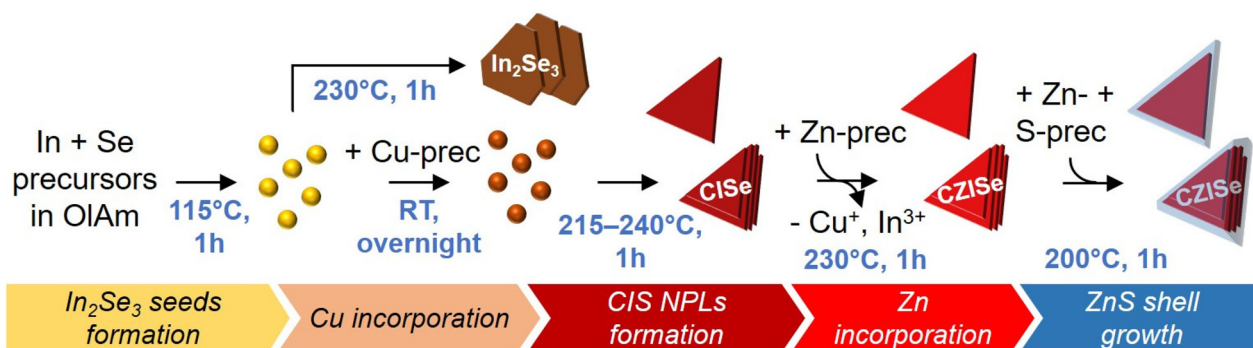 In + Se
precursors
in OlAm
115°C,
1h
230°C, 1h
In₂Se₃
+ Cu-prec
RT,
overnight
215–240°C,
1h
CISe
+ Zn-prec
- Cu⁺, In³⁺
230°C, 1h
CZISe
+ Zn- +
S-prec
200°C, 1h
CZISe
In₂Se₃ seeds
formation
Cu incorporation
CIS NPLs
formation
Zn
incorporation
ZnS shell
growth